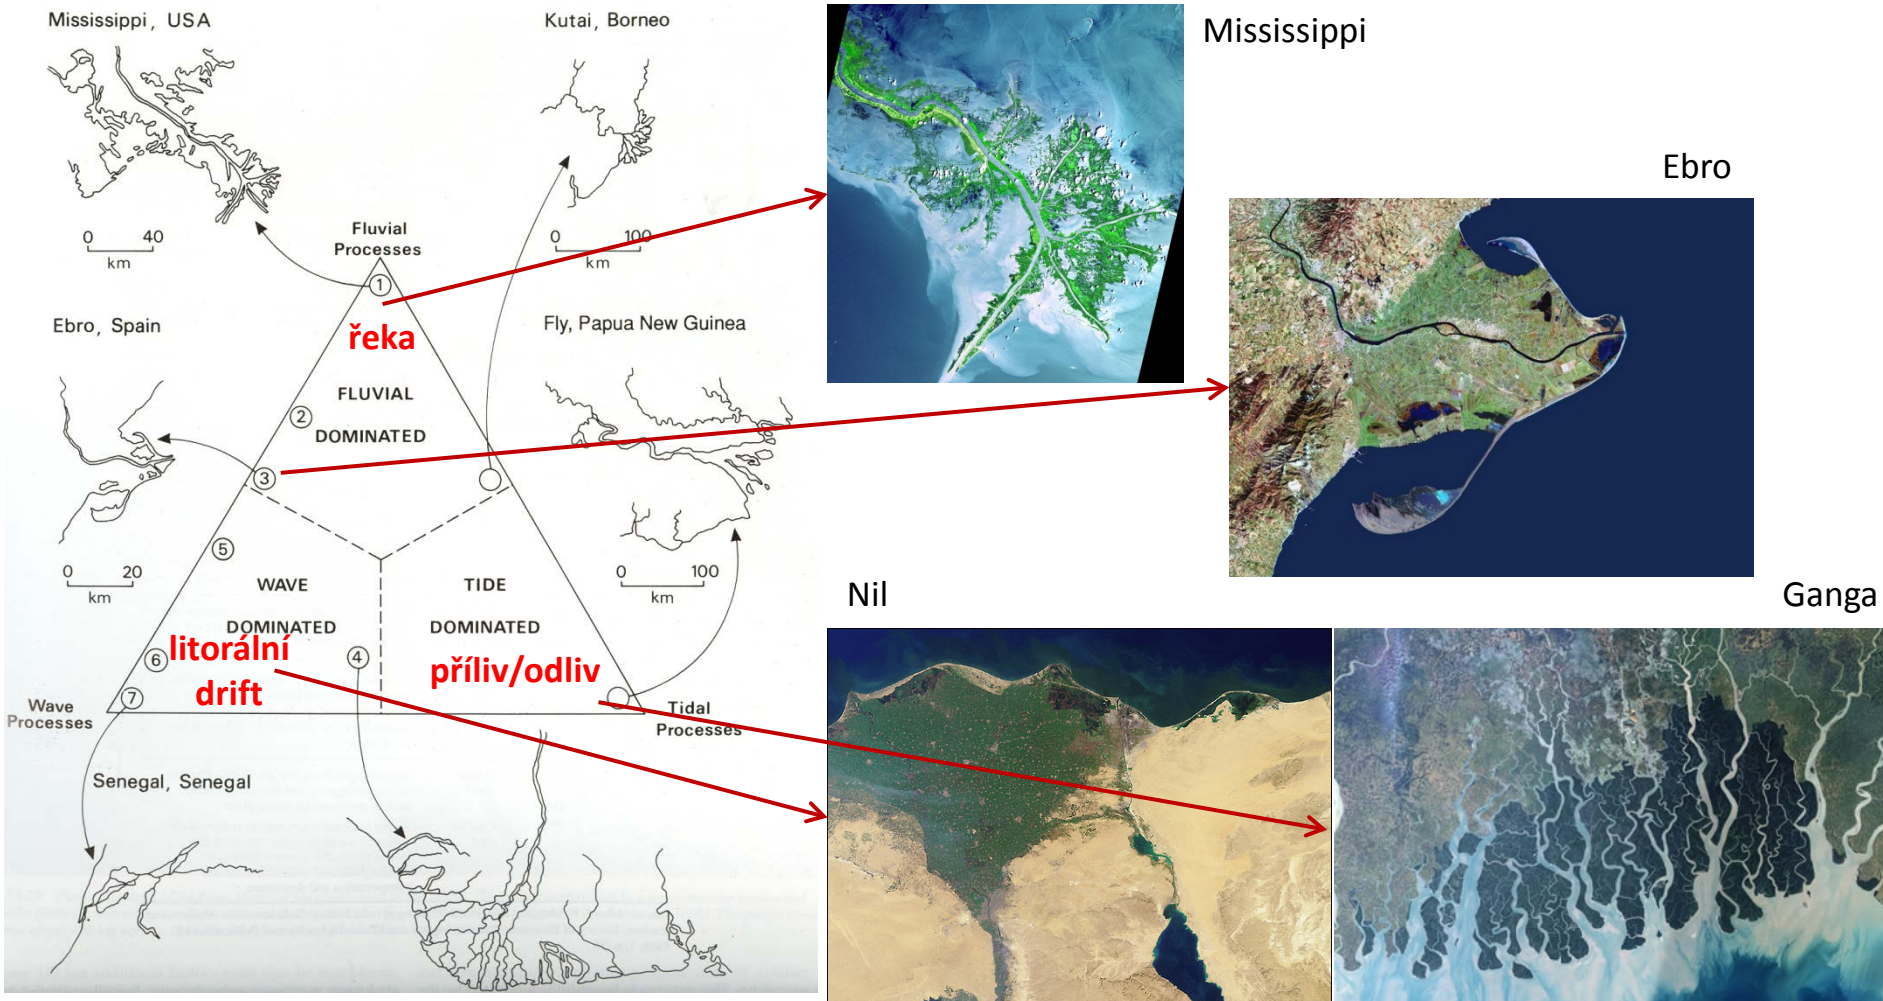 Mississippi, USA
Kutai, Borneo
Mississippi
Ebro
0 40
km
Fluvial
Processes
0 100
km
1
řeka
Ebro, Spain
Fly, Papua New Guinea
FLUVIAL
2
DOMINATED
3
5
0 20
km
WAVE
TIDE
0 100
km
Nil
Ganga
DOMINATED
DOMINATED
6
litorální
drift
4
příliv/odliv
7
Wave
Processes
Tidal
Processes
Senegal, Senegal